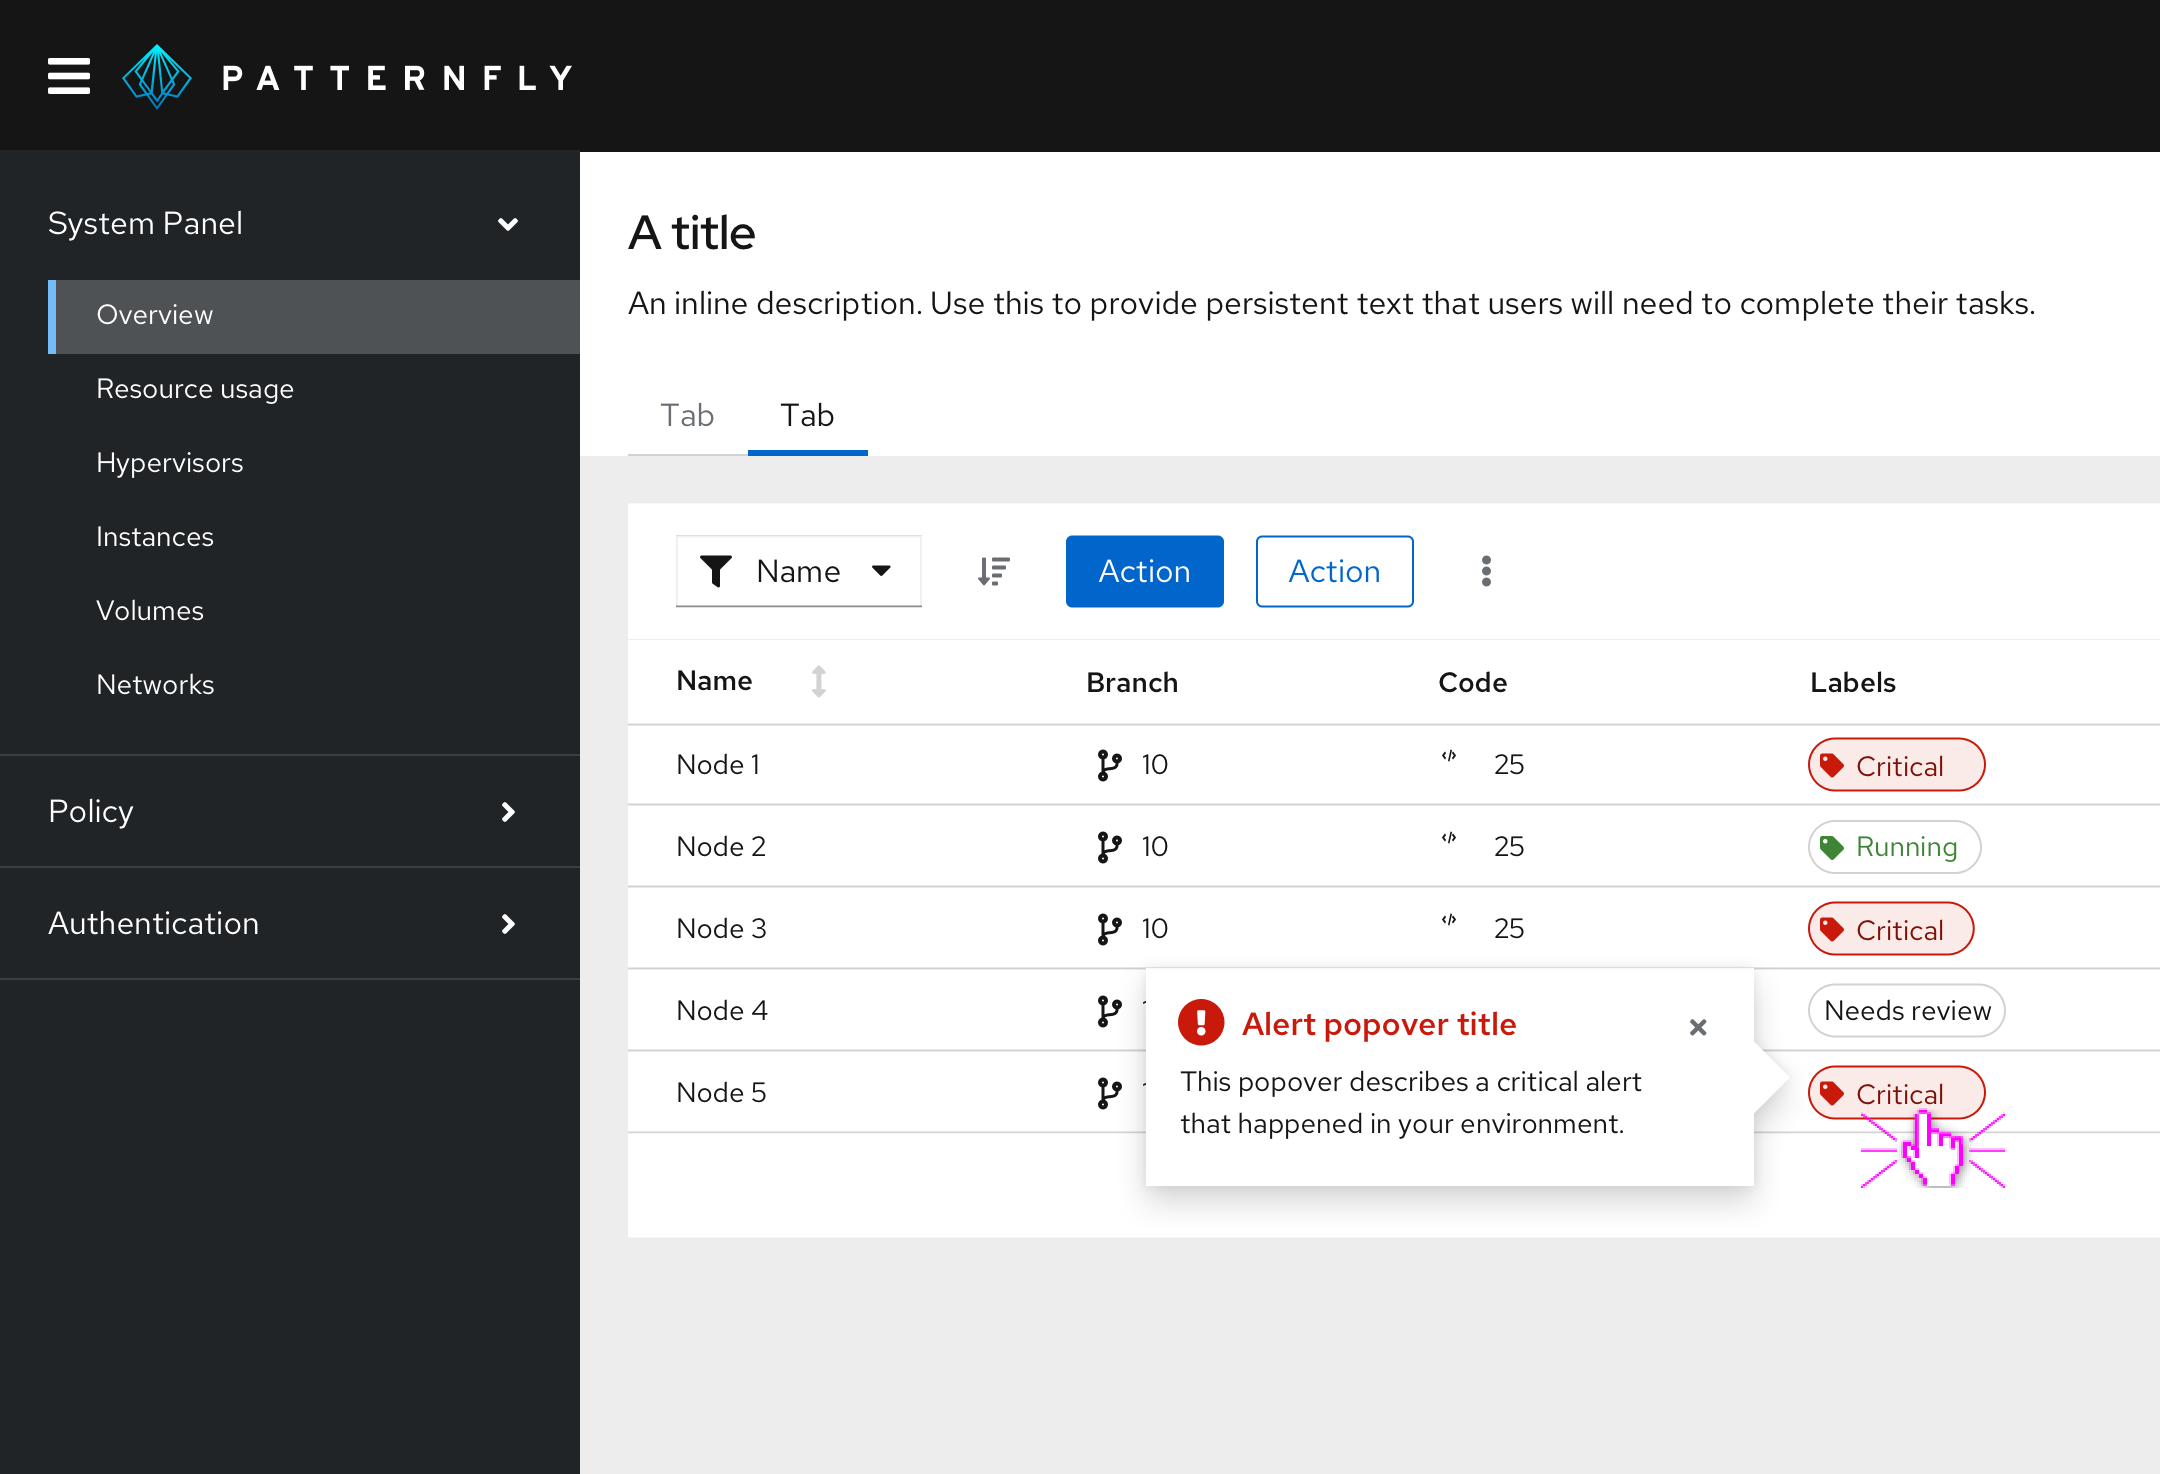 PATTERNFLY
System Panel
Overview
Resource usage
Hypervisors
Instances
Volumes
Networks
Policy
Authentication
A title
An inline description. Use this to provide persistent text that users will need to complete their tasks.
Tab Tab
Name Action Action
Name Branch Code Labels
Node 1 10 25 Critical
Node 2 10 25 Running
Node 3 10 25 Critical
Node 4 Needs review
Node 5 Critical
Alert popover title
This popover describes a critical alert
that happened in your environment.